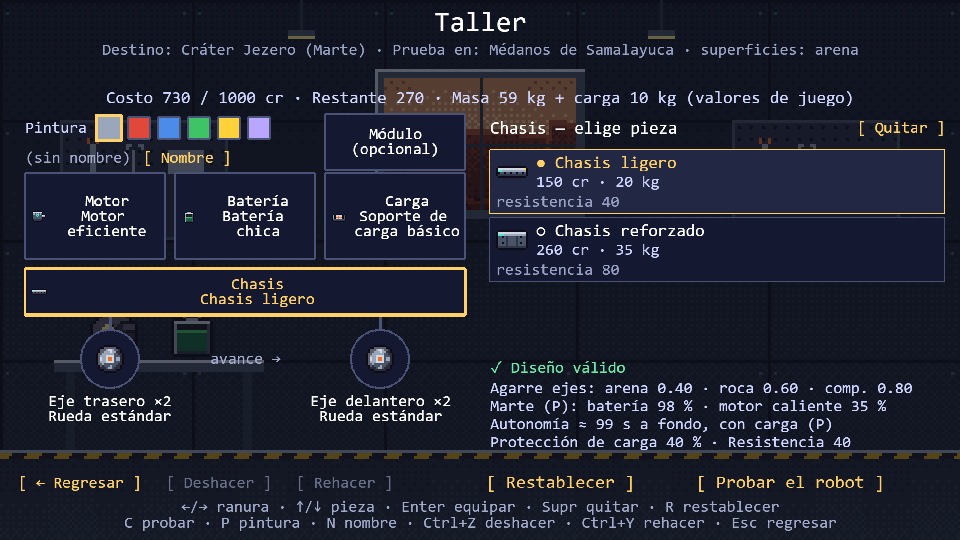 Taller
Destino: Cráter Jezero (Marte) · Prueba en: Médanos de Samalayuca · superficies: arena
Costo 730 / 1000 cr · Restante 270 · Masa 59 kg + carga 10 kg (valores de juego)
Pintura
(sin nombre) [ Nombre ]
Módulo
(opcional)
Motor
Motor
eficiente
Batería
Batería
chica
Carga
Soporte de
carga básico
Chasis
Chasis ligero
avance →
Eje trasero ×2
Rueda estándar
Eje delantero ×2
Rueda estándar
Chasis — elige pieza [ Quitar ]
● Chasis ligero
150 cr · 20 kg
resistencia 40
○ Chasis reforzado
260 cr · 35 kg
resistencia 80
✓ Diseño válido
Agarre ejes: arena 0.40 · roca 0.60 · comp. 0.80
Marte (P): batería 98 % · motor caliente 35 %
Autonomía ≈ 99 s a fondo, con carga (P)
Protección de carga 40 % · Resistencia 40
[ ← Regresar ] [ Deshacer ] [ Rehacer ] [ Restablecer ] [ Probar el robot ]
←/→ ranura · ↑/↓ pieza · Enter equipar · Supr quitar · R restablecer
C probar · P pintura · N nombre · Ctrl+Z deshacer · Ctrl+Y rehacer · Esc regresar